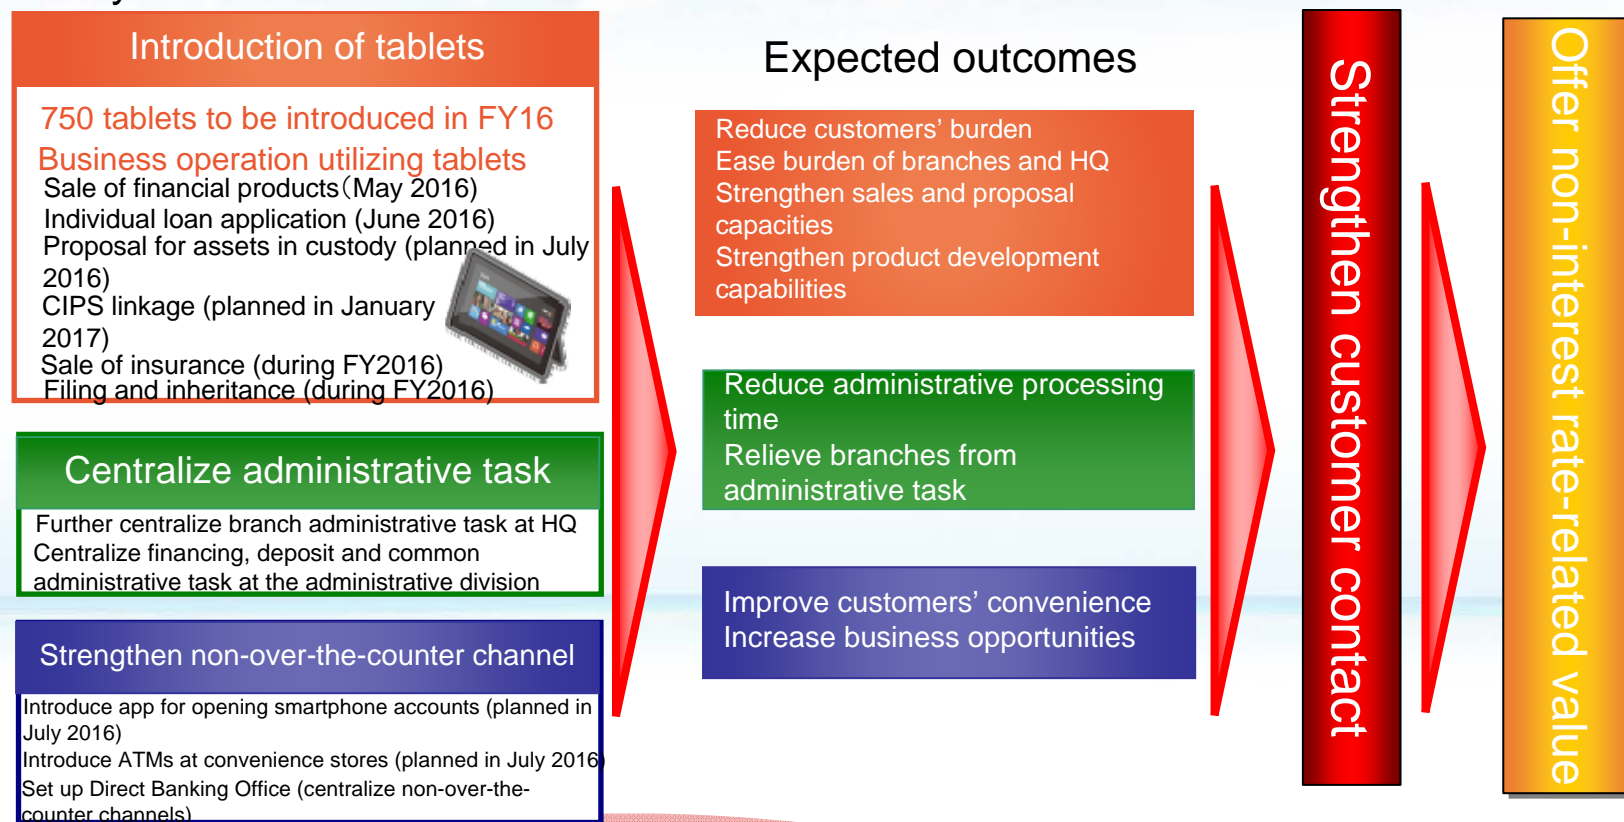 Introduction of tablets
750 tablets to be introduced in FY16
Business operation utilizing tablets
Sale of financial products（May 2016)
Individual loan application (June 2016)
Proposal for assets in custody (planned in July
2016)
CIPS linkage (planned in January
2017)
Sale of insurance (during FY2016)
Filing and inheritance (during FY2016)
Centralize administrative task
Further centralize branch administrative task at HQ
Centralize financing, deposit and common
administrative task at the administrative division
Strengthen non-over-the-counter channel
Introduce app for opening smartphone accounts (planned in
July 2016)
Introduce ATMs at convenience stores (planned in July 2016)
Set up Direct Banking Office (centralize non-over-the-
counter channels)
Expected outcomes
Reduce customers’ burden
Ease burden of branches and HQ
Strengthen sales and proposal
capacities
Strengthen product development
capabilities
Reduce administrative processing
time
Relieve branches from
administrative task
Improve customers’ convenience
Increase business opportunities
Strengthen customer contact
Offer non-interest rate-related value